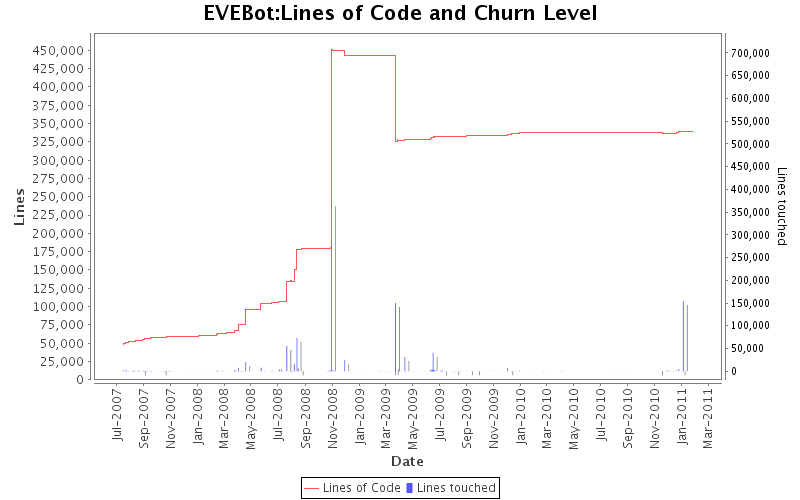 EVEBot:Lines of Code and Churn Level
Lines
450,000
425,000
400,000
375,000
350,000
325,000
300,000
275,000
250,000
225,000
200,000
175,000
150,000
125,000
100,000
75,000
50,000
25,000
0
700,000
650,000
600,000
550,000
500,000
450,000
400,000
350,000
300,000
250,000
200,000
150,000
100,000
50,000
0
Lines touched
Jul-2007
Sep-2007
Nov-2007
Jan-2008
Mar-2008
May-2008
Jul-2008
Sep-2008
Nov-2008
Jan-2009
Mar-2009
May-2009
Jul-2009
Sep-2009
Nov-2009
Jan-2010
Mar-2010
May-2010
Jul-2010
Sep-2010
Nov-2010
Jan-2011
Mar-2011
Date
Lines of Code Lines touched